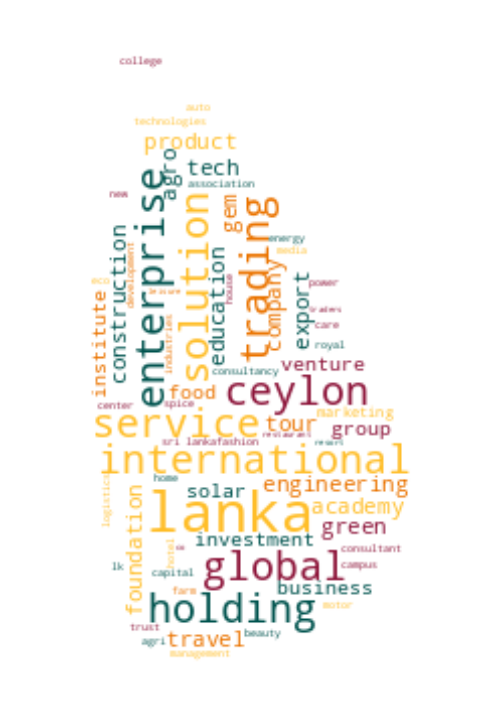 college
auto
technologies
product
agro
tech
association
new
enterprise
solution
gem
trading
construction
development
education
energy
media
company
eco
leisure
house
export
power
institute
industries
traders
care
royal
consultancy
venture
food
ceylon
center
spice
service
tour
marketing
group
sri lanka
fashion
restaurant
resort
international
home
logistics
solar
engineering
foundation
lanka
academy
green
investment
hotel
co
consultant
lk
capital
global
campus
farm
business
holding
motor
trust
agri
travel
beauty
management